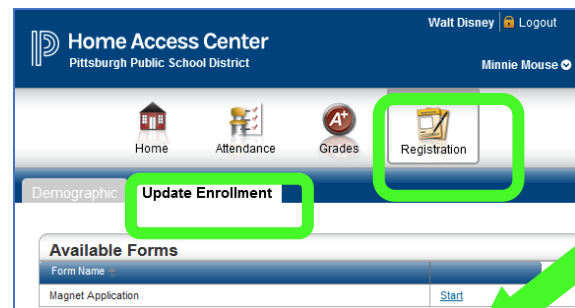 Walt Disney Logout
Home Access Center
Pittsburgh Public School District
Minnie Mouse
A+
Home Attendance Grades Registration
Demographic Update Enrollment
Available Forms
Form Name
Magnet Application Start